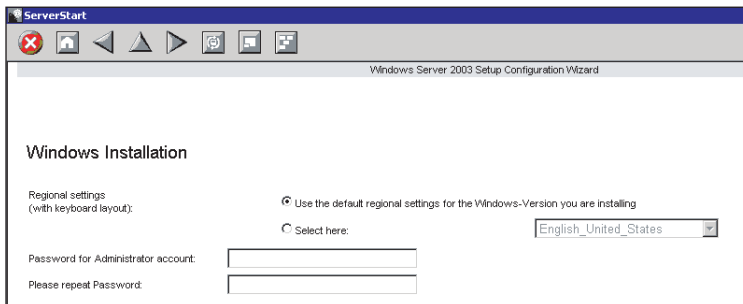 ServerStart
Windows Server 2003 Setup Configuration Wizard
Windows Installation
Regional settings
(with keyboard layout):
Use the default regional settings for the Windows-Version you are installing
Select here:
English_United_States
Password for Administrator account:
Please repeat Password: